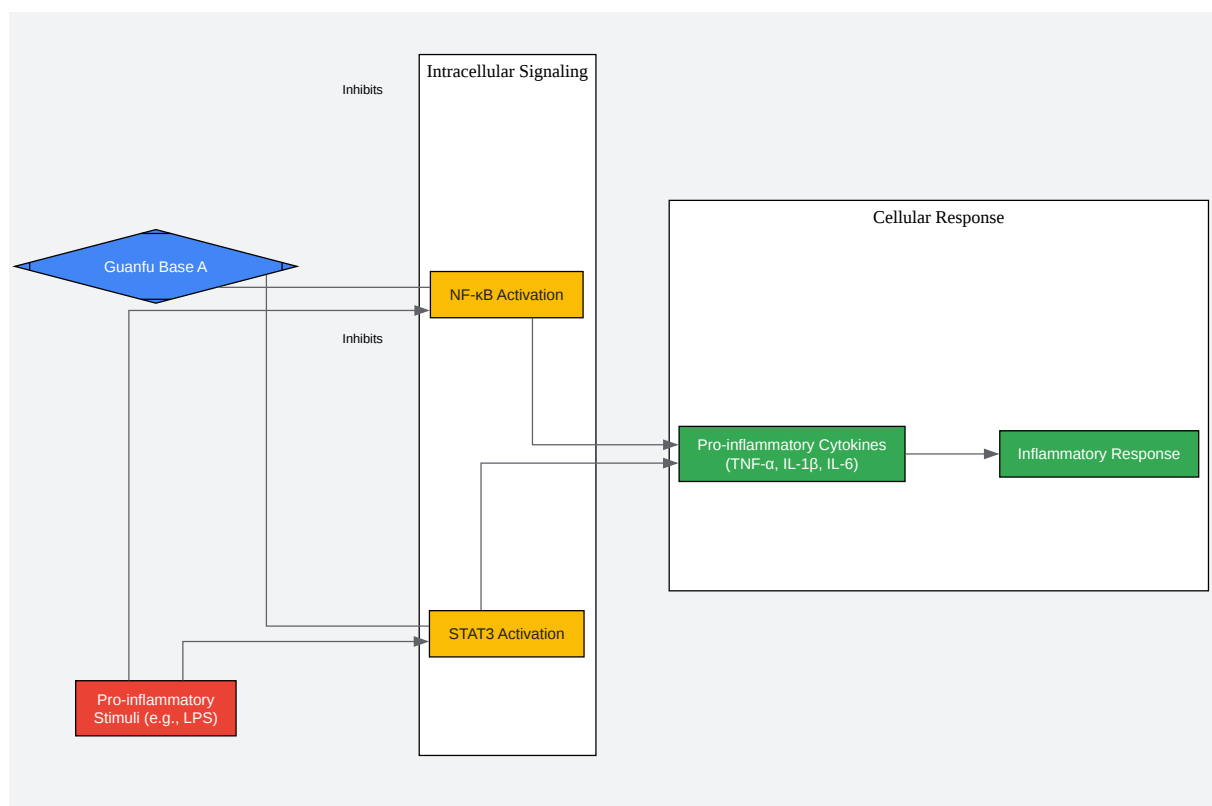 Intracellular Signaling
Inhibits
Cellular Response
Guanfu Base A
NF-κB Activation
Inhibits
Pro-inflammatory Cytokines
(TNF-α, IL-1β, IL-6)
Inflammatory Response
STAT3 Activation
Pro-inflammatory
Stimuli (e.g., LPS)